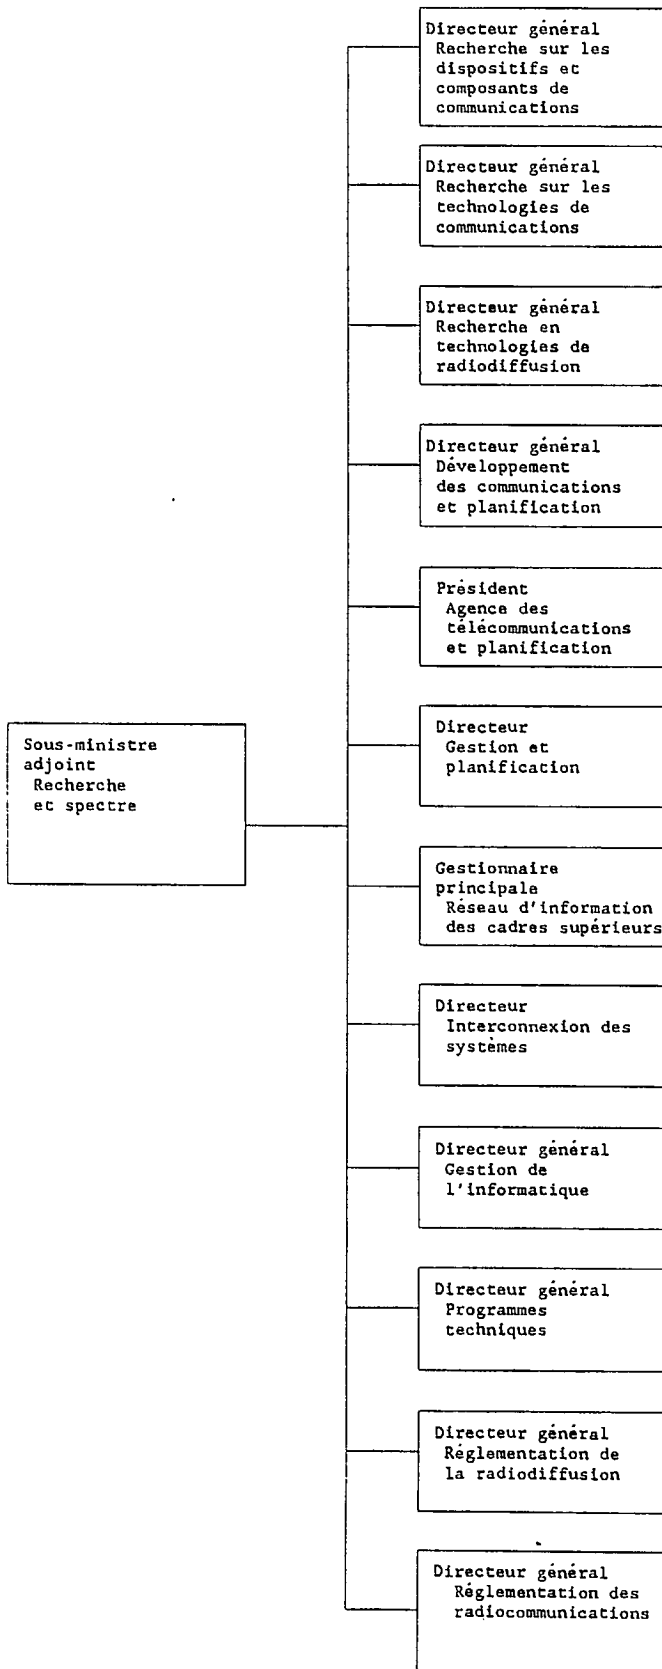 Directeur général
Recherche sur les
dispositifs et
composants de
communications
Directeur général
Recherche sur les
technologies de
communications
Directeur général
Recherche en
technologies de
radiodiffusion
Directeur général
Développement
des communications
et planification
Président
Agence des
télécommunications
et planification
Sous-ministre
adjoint
Recherche
et spectre
Directeur
Gestion et
planification
Gestionnaire
principale
Réseau d'information
des cadres supérieurs
Directeur
Interconnexion des
systèmes
Directeur général
Gestion de
l'informatique
Directeur général
Programmes
techniques
Directeur général
Réglementation de
la radiodiffusion
Directeur général
Réglementation des
radiocommunications